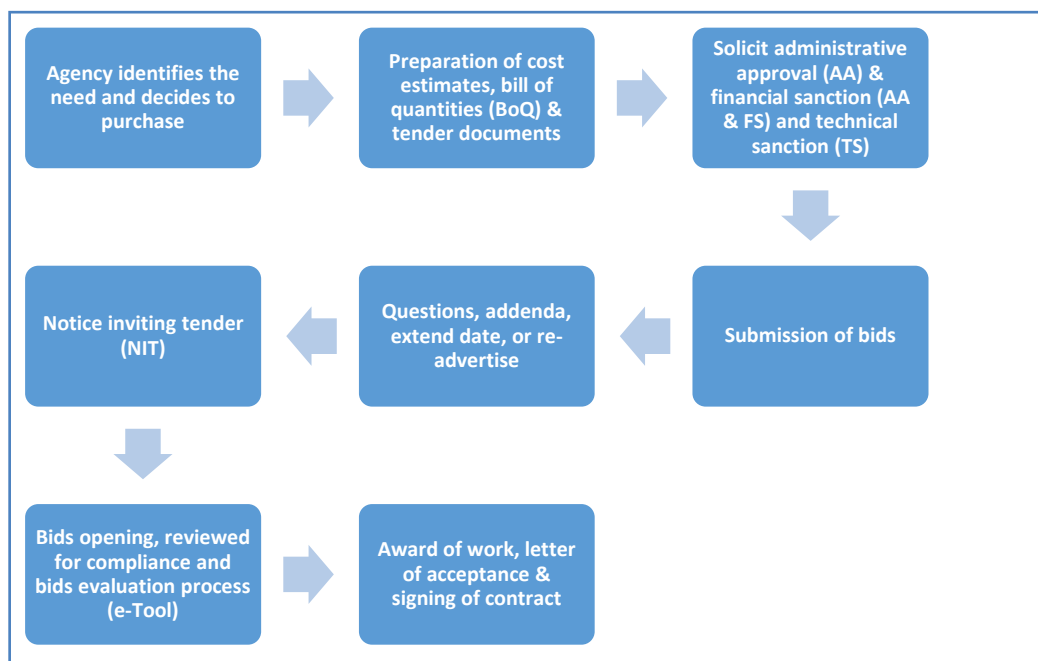 Agency identifies the
need and decides to
purchase
Preparation of cost
estimates, bill of
quantities (BoQ) &
tender documents
Solicit administrative
approval (AA) &
financial sanction (AA
& FS) and technical
sanction (TS)
Submission of bids
Questions, addenda,
extend date, or re-
advertise
Notice inviting tender
(NIT)
Bids opening, reviewed
for compliance and
bids evaluation process
(e-Tool)
Award of work, letter
of acceptance &
signing of contract